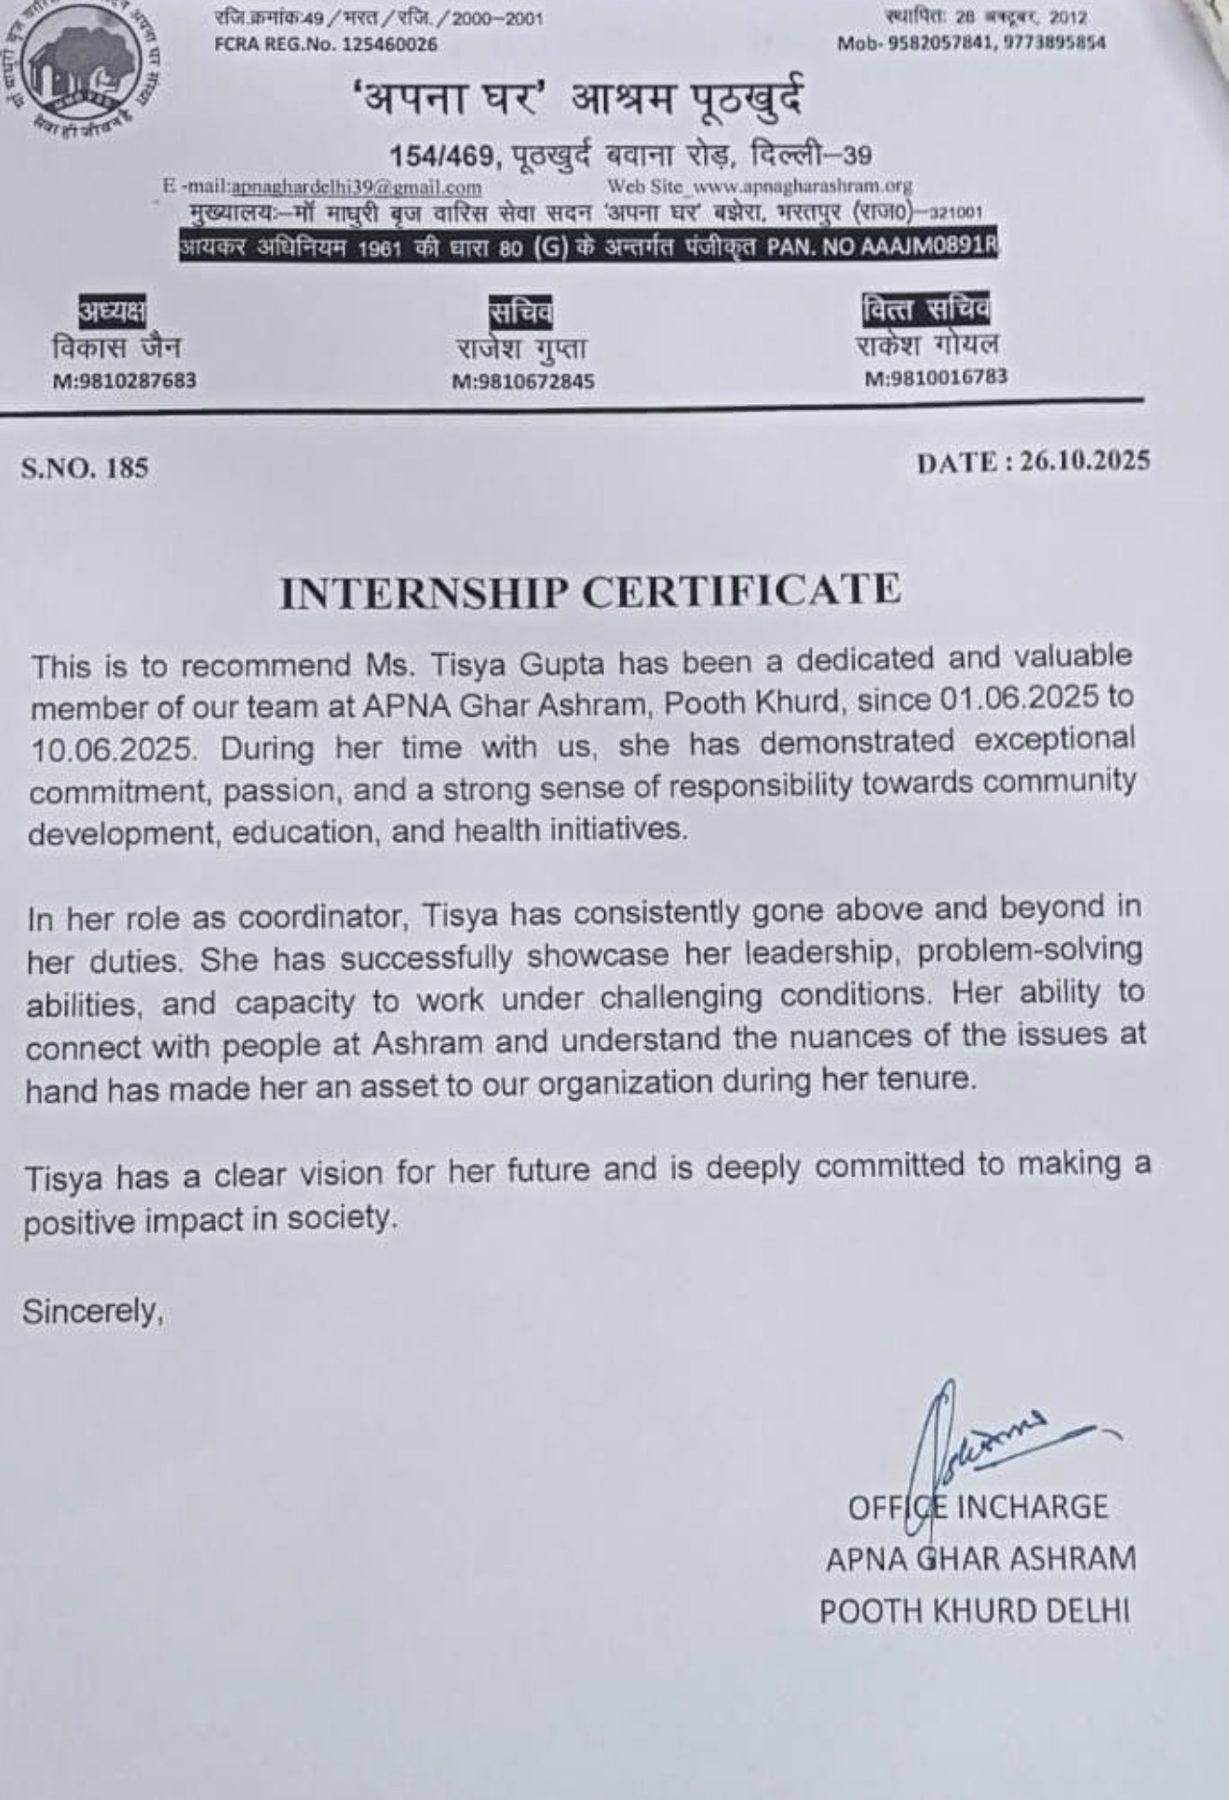 रजि.क्रमांक:49/भरत/रजि./2000-2001
स्थापितः 28 अक्टूबर, 2012
FCRA REG.No. 125460026
Mob- 9582057841, 9773895854
सेवा ही जीवन है
'अपना घर' आश्रम पूठखुर्द
154/469, पूठखुर्द बवाना रोड़, दिल्ली-39
E -mail:apnaghardelhi39@gmail.com Web Site www.apnagharashram.org
मुख्यालयः-माँ माधुरी बृज वारिस सेवा सदन 'अपना घर' बझेरा, भरतपुर (राज0)-321001
आयकर अधिनियम 1961 की धारा 80 (G) के अन्तर्गत पंजीकृत PAN. NO AAAJM0891R
अध्यक्ष सचिव वित्त सचिव
विकास जैन राजेश गुप्ता राकेश गोयल
M:9810287683 M:9810672845 M:9810016783
S.NO. 185 DATE : 26.10.2025
INTERNSHIP CERTIFICATE
This is to recommend Ms. Tisya Gupta has been a dedicated and valuable
member of our team at APNA Ghar Ashram, Pooth Khurd, since 01.06.2025 to
10.06.2025. During her time with us, she has demonstrated exceptional
commitment, passion, and a strong sense of responsibility towards community
development, education, and health initiatives.
In her role as coordinator, Tisya has consistently gone above and beyond in
her duties. She has successfully showcase her leadership, problem-solving
abilities, and capacity to work under challenging conditions. Her ability to
connect with people at Ashram and understand the nuances of the issues at
hand has made her an asset to our organization during her tenure.
Tisya has a clear vision for her future and is deeply committed to making a
positive impact in society.
Sincerely,
OFFICE INCHARGE
APNA GHAR ASHRAM
POOTH KHURD DELHI